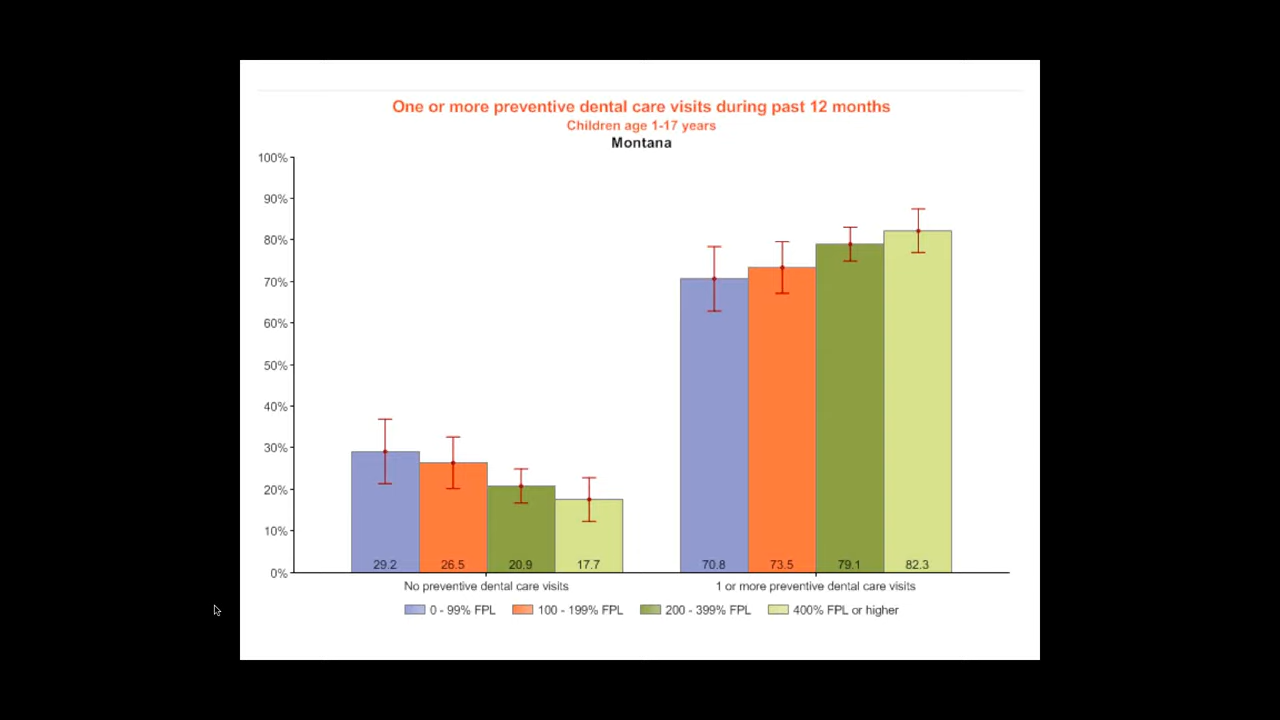 One or more preventive dental care visits during past 12 months
Children age 1-17 years
Montana
100%
90%
80%
70%
60%
50%
40%
30%
20%
10%
0%
29.2 26.5 20.9 17.7 70.8 73.5 79.1 82.3
No preventive dental care visits 1 or more preventive dental care visits
0 - 99% FPL 100 - 199% FPL 200 - 399% FPL 400% FPL or higher